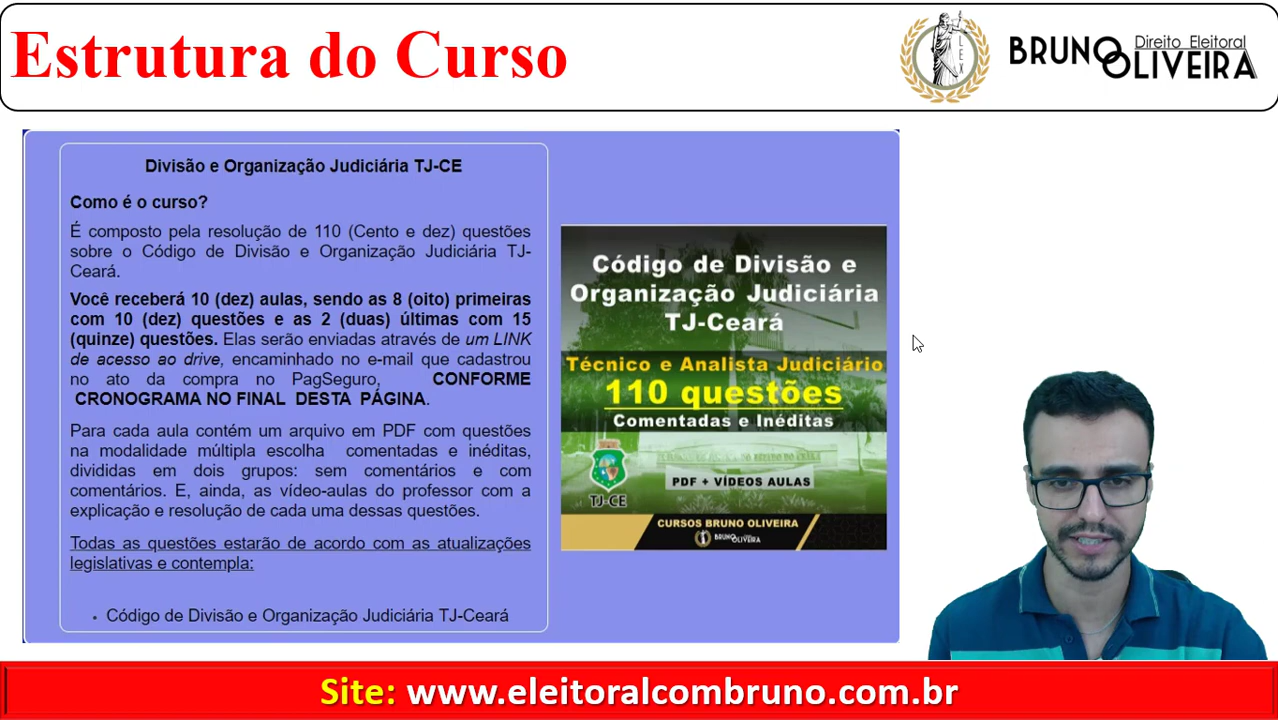 Estrutura do Curso
LEX
BRUNO OLIVEIRA
Direito Eleitoral
Divisão e Organização Judiciária TJ-CE
Como é o curso?
É composto pela resolução de 110 (Cento e dez) questões
sobre o Código de Divisão e Organização Judiciária TJ-
Ceará.
Você receberá 10 (dez) aulas, sendo as 8 (oito) primeiras
com 10 (dez) questões e as 2 (duas) últimas com 15
(quinze) questões. Elas serão enviadas através de um LINK
de acesso ao drive, encaminhado no e-mail que cadastrou
no ato da compra no PagSeguro, CONFORME
CRONOGRAMA NO FINAL DESTA PÁGINA.
Para cada aula contém um arquivo em PDF com questões
na modalidade múltipla escolha comentadas e inéditas,
divididas em dois grupos: sem comentários e com
comentários. E, ainda, as vídeo-aulas do professor com a
explicação e resolução de cada uma dessas questões.
Todas as questões estarão de acordo com as atualizações
legislativas e contempla:
• Código de Divisão e Organização Judiciária TJ-Ceará
Código de Divisão e
Organização Judiciária
TJ-Ceará
Técnico e Analista Judiciário
110 questões
Comentadas e Inéditas
PDF + VÍDEOS AULAS
TJ-CE
CURSOS BRUNO OLIVEIRA
BRUNO OLIVEIRA
Site: www.eleitoralcombruno.com.br